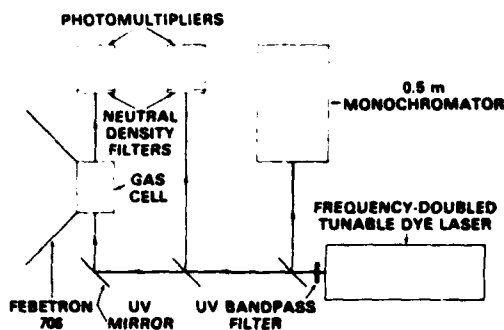 PHOTOMULTIPLIERS
0.5 m
MONOCHROMATOR
NEUTRAL
DENSITY
FILTERS
GAS
CELL
FREQUENCY-DOUBLED
TUNABLE DYE LASER
FEBETRON
706
UV
MIRROR
UV BANDPASS
FILTER